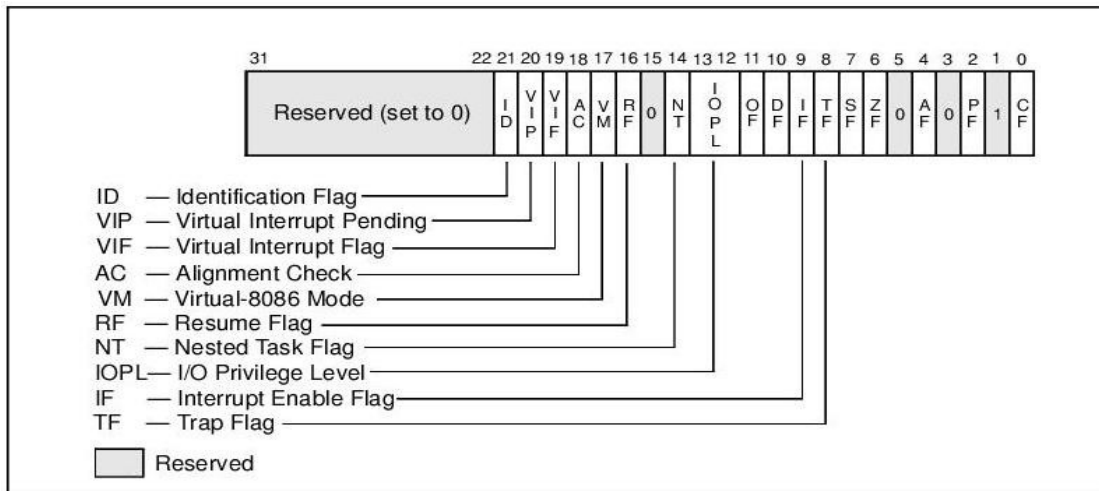 31 22 21 20 19 18 17 16 15 14 13 12 11 10 9 8 7 6 5 4 3 2 1 0
Reserved (set to 0) ID VIP VIF AC VM RF 0 NT IOPL OF DF IF TF SF ZF 0 AF 0 PF 1 CF
ID — Identification Flag
VIP — Virtual Interrupt Pending
VIF — Virtual Interrupt Flag
AC — Alignment Check
VM — Virtual-8086 Mode
RF — Resume Flag
NT — Nested Task Flag
IOPL— I/O Privilege Level
IF — Interrupt Enable Flag
TF — Trap Flag
Reserved